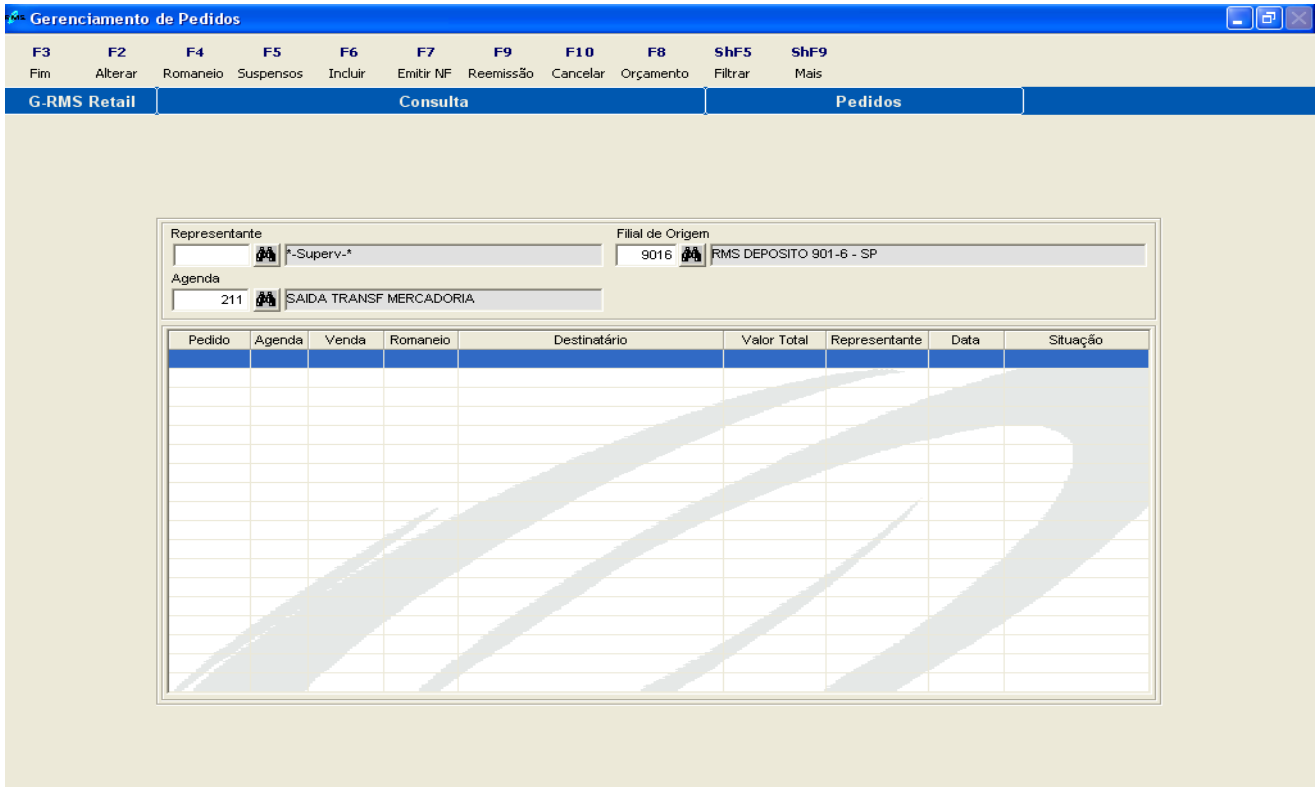 Gerenciamento de Pedidos
F3 F2 F4 F5 F6 F7 F9 F10 F8 ShF5 ShF9
Fim Alterar Romaneio Suspensos Incluir Emitir NF Reemissão Cancelar Orçamento Filtrar Mais
G-RMS Retail Consulta Pedidos
Representante Filial de Origem
*-Superv-* 9016 RMS DEPOSITO 901-6 - SP
Agenda
211 SAIDA TRANSF MERCADORIA
Pedido Agenda Venda Romaneio Destinatário Valor Total Representante Data Situação